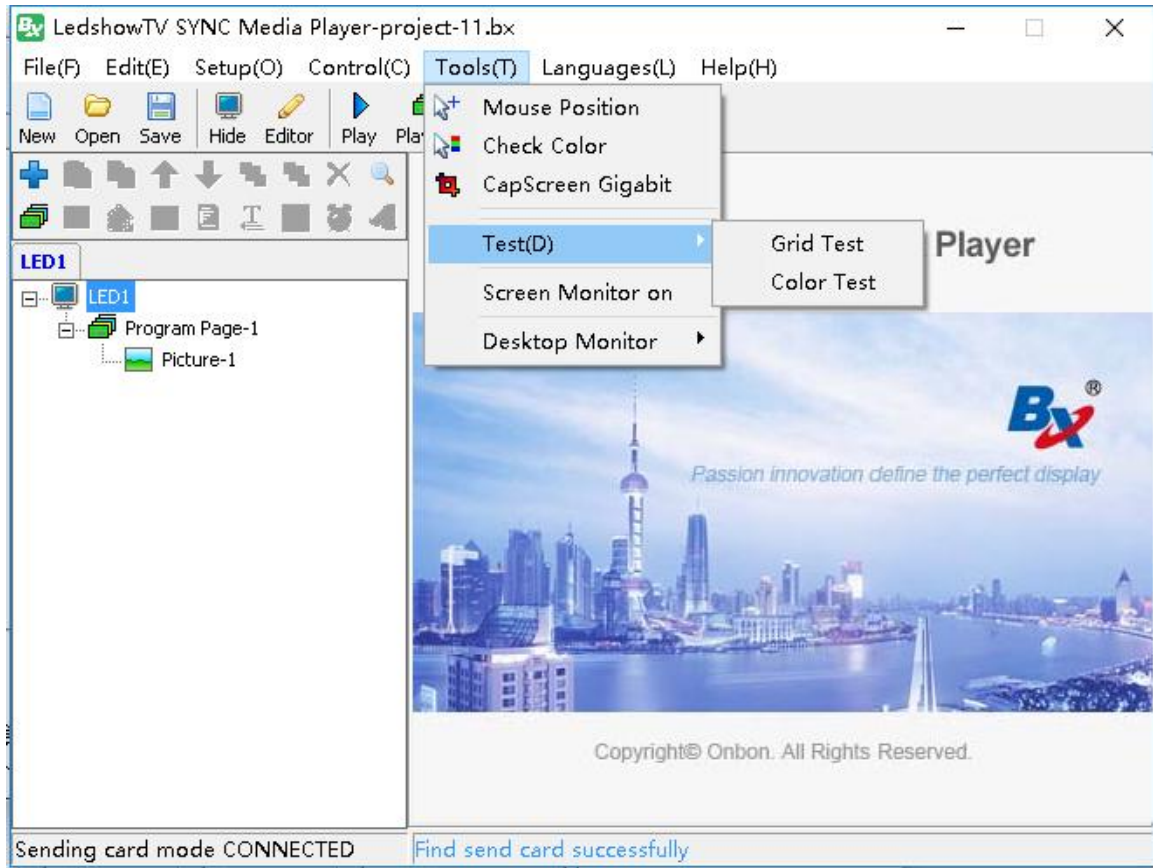 LedshowTV SYNC Media Player-project-11.bx
File(F) Edit(E) Setup(O) Control(C) Tools(T) Languages(L) Help(H)
New Open Save Hide Editor Play
Mouse Position
Check Color
CapScreen Gigabit
Test(D)
Grid Test
Color Test
Screen Monitor on
Desktop Monitor
Player
LED1
LED1
Program Page-1
Picture-1
Bx®
Passion innovation define the perfect display
Copyright© Onbon. All Rights Reserved.
Sending card mode CONNECTED
Find send card successfully